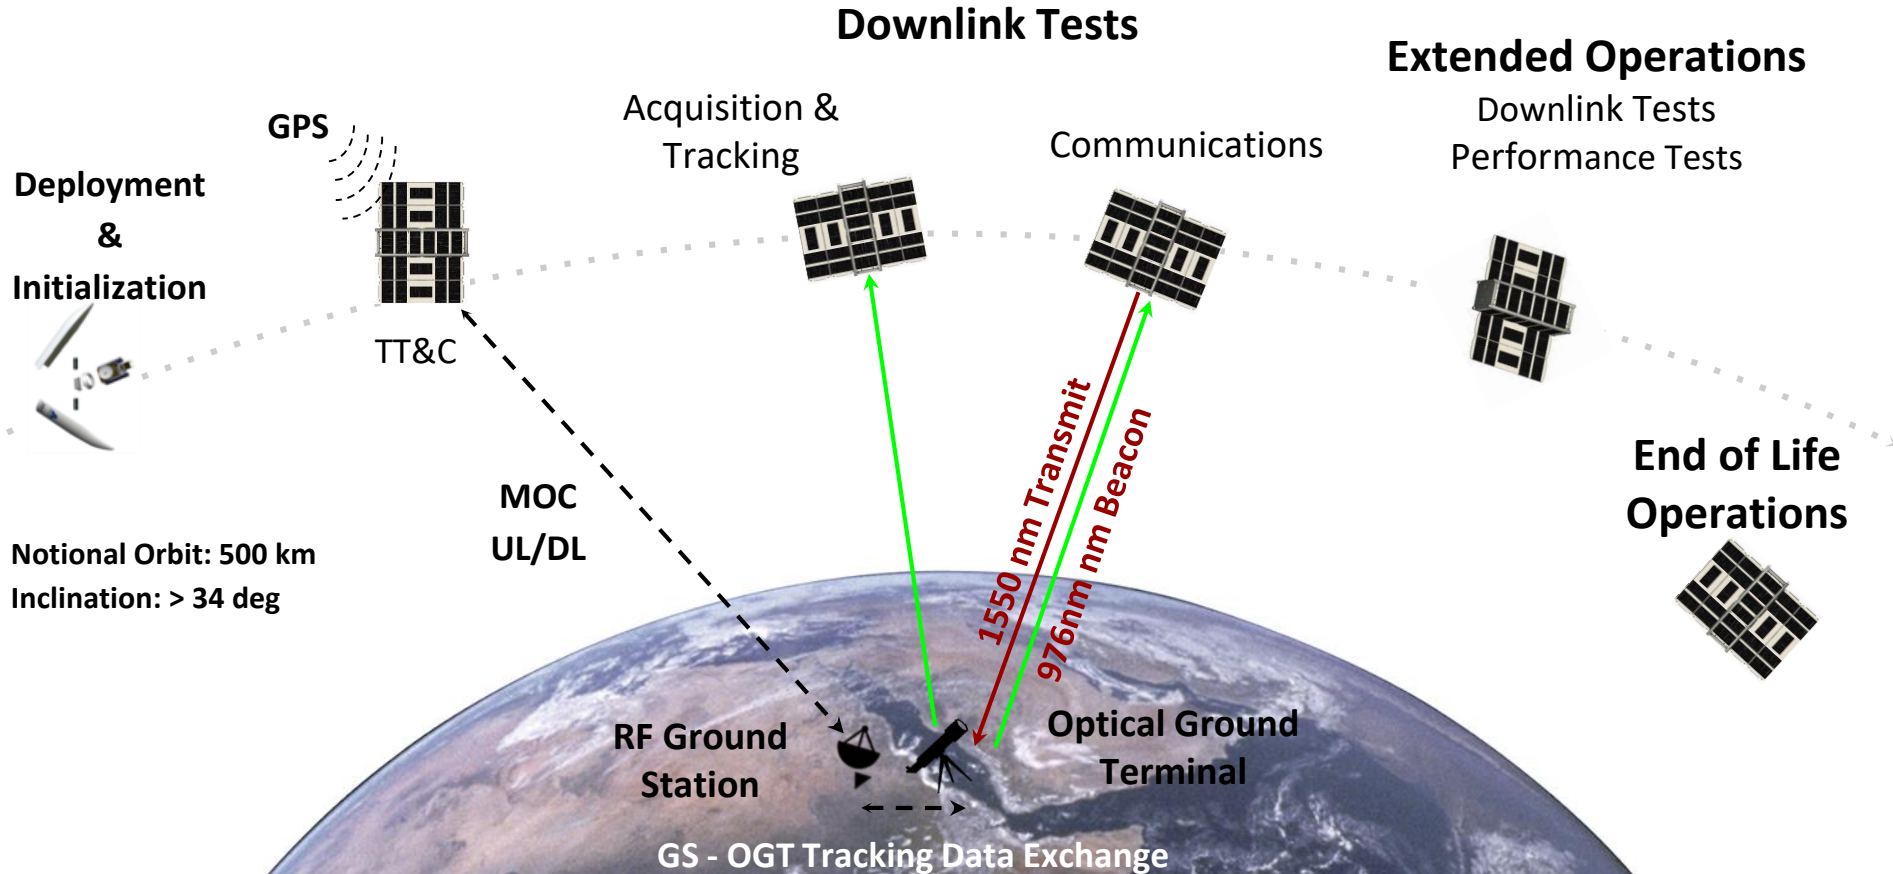 Downlink Tests
Extended Operations
Downlink Tests
Performance Tests
Acquisition &
Tracking
Communications
GPS
Deployment
&
Initialization
TT&C
MOC
UL/DL
1550 nm Transmit
976nm nm Beacon
End of Life
Operations
Notional Orbit: 500 km
Inclination: > 34 deg
RF Ground
Station
Optical Ground
Terminal
GS - OGT Tracking Data Exchange